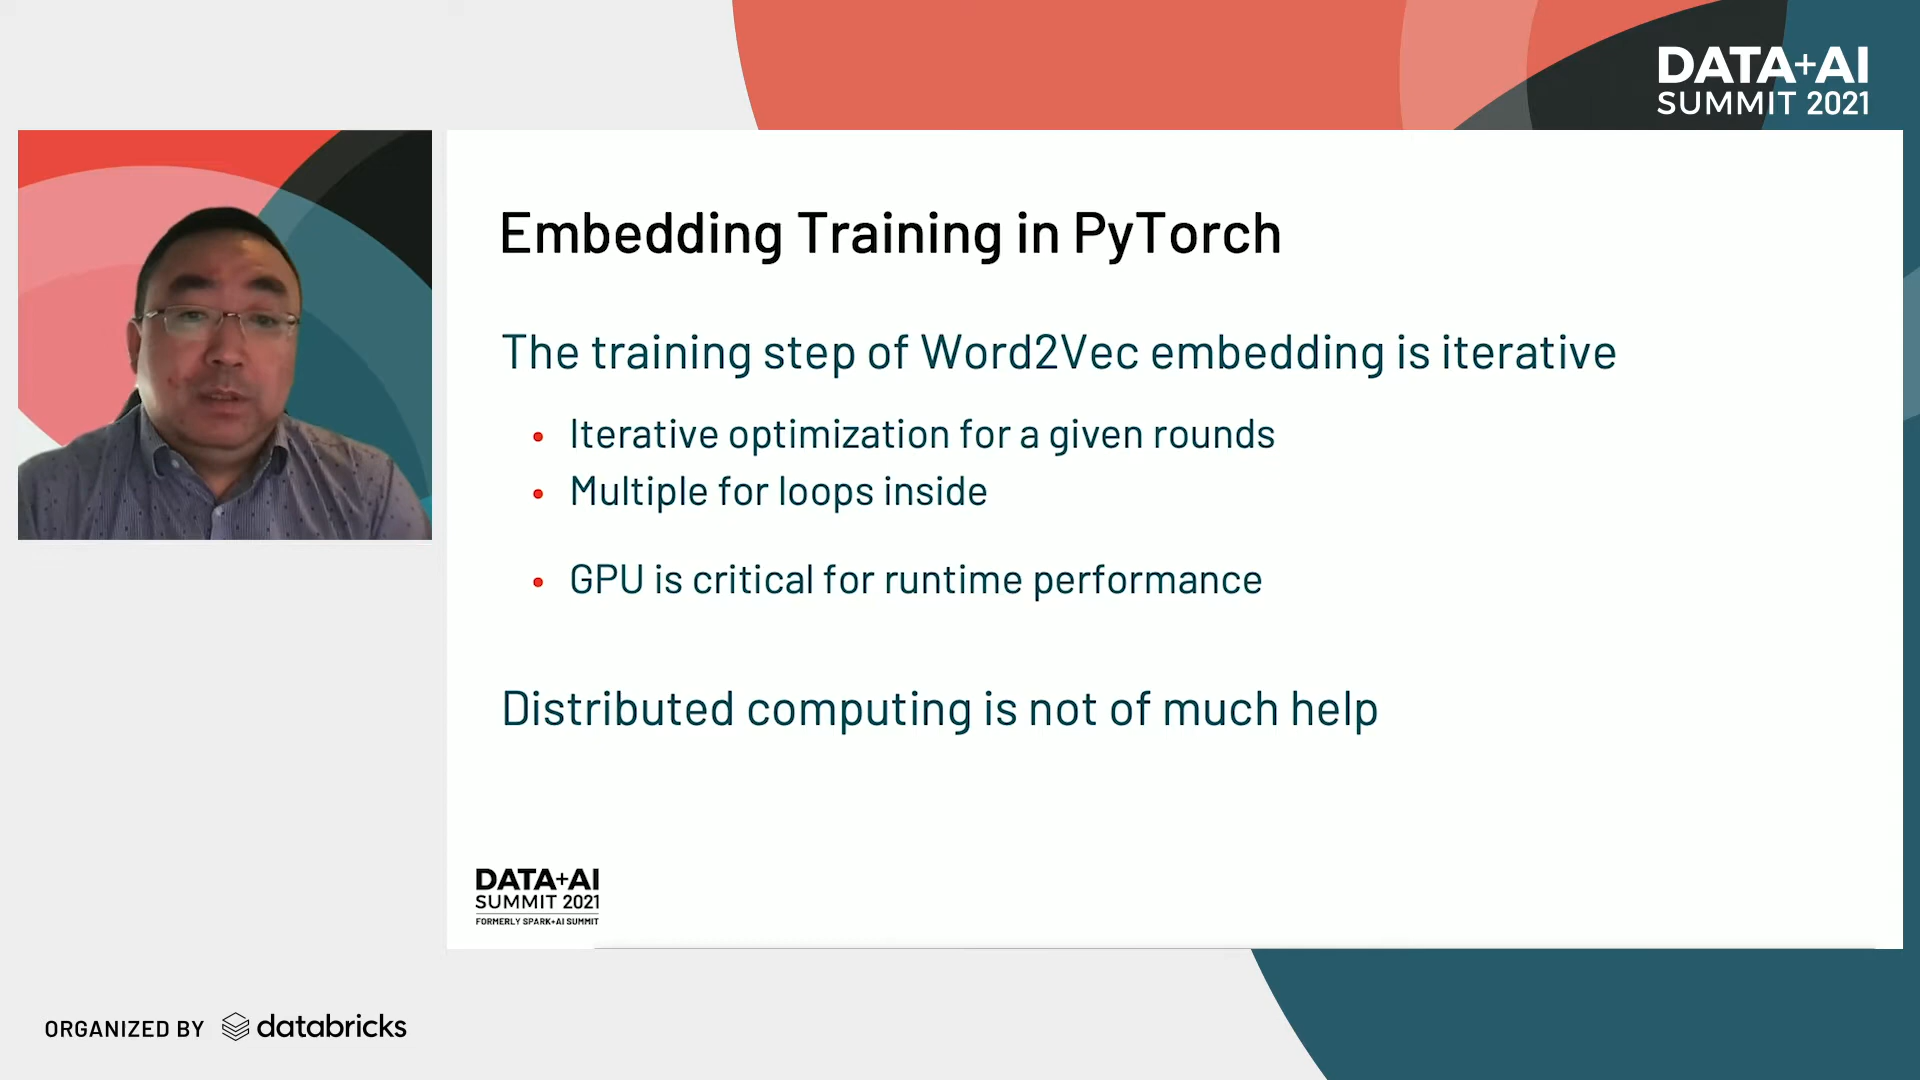 DATA+AI
SUMMIT 2021
Embedding Training in PyTorch
The training step of Word2Vec embedding is iterative
• Iterative optimization for a given rounds
• Multiple for loops inside
• GPU is critical for runtime performance
Distributed computing is not of much help
DATA+AI
SUMMIT 2021
FORMERLY SPARK+AI SUMMIT
ORGANIZED BY databricks